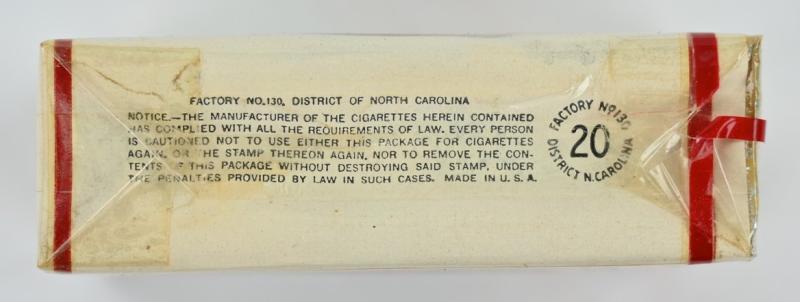 FACTORY NO.130, DISTRICT OF NORTH CAROLINA
NOTICE.—THE MANUFACTURER OF THE CIGARETTES HEREIN CONTAINED
HAS COMPLIED WITH ALL THE REQUIREMENTS OF LAW. EVERY PERSON
IS CAUTIONED NOT TO USE EITHER THIS PACKAGE FOR CIGARETTES
AGAIN, OR THE STAMP THEREON AGAIN, NOR TO REMOVE THE CON-
TENTS OF THIS PACKAGE WITHOUT DESTROYING SAID STAMP, UNDER
THE PENALTIES PROVIDED BY LAW IN SUCH CASES. MADE IN U.S.A.
FACTORY Nº130
20
DISTRICT N.CAROLINA